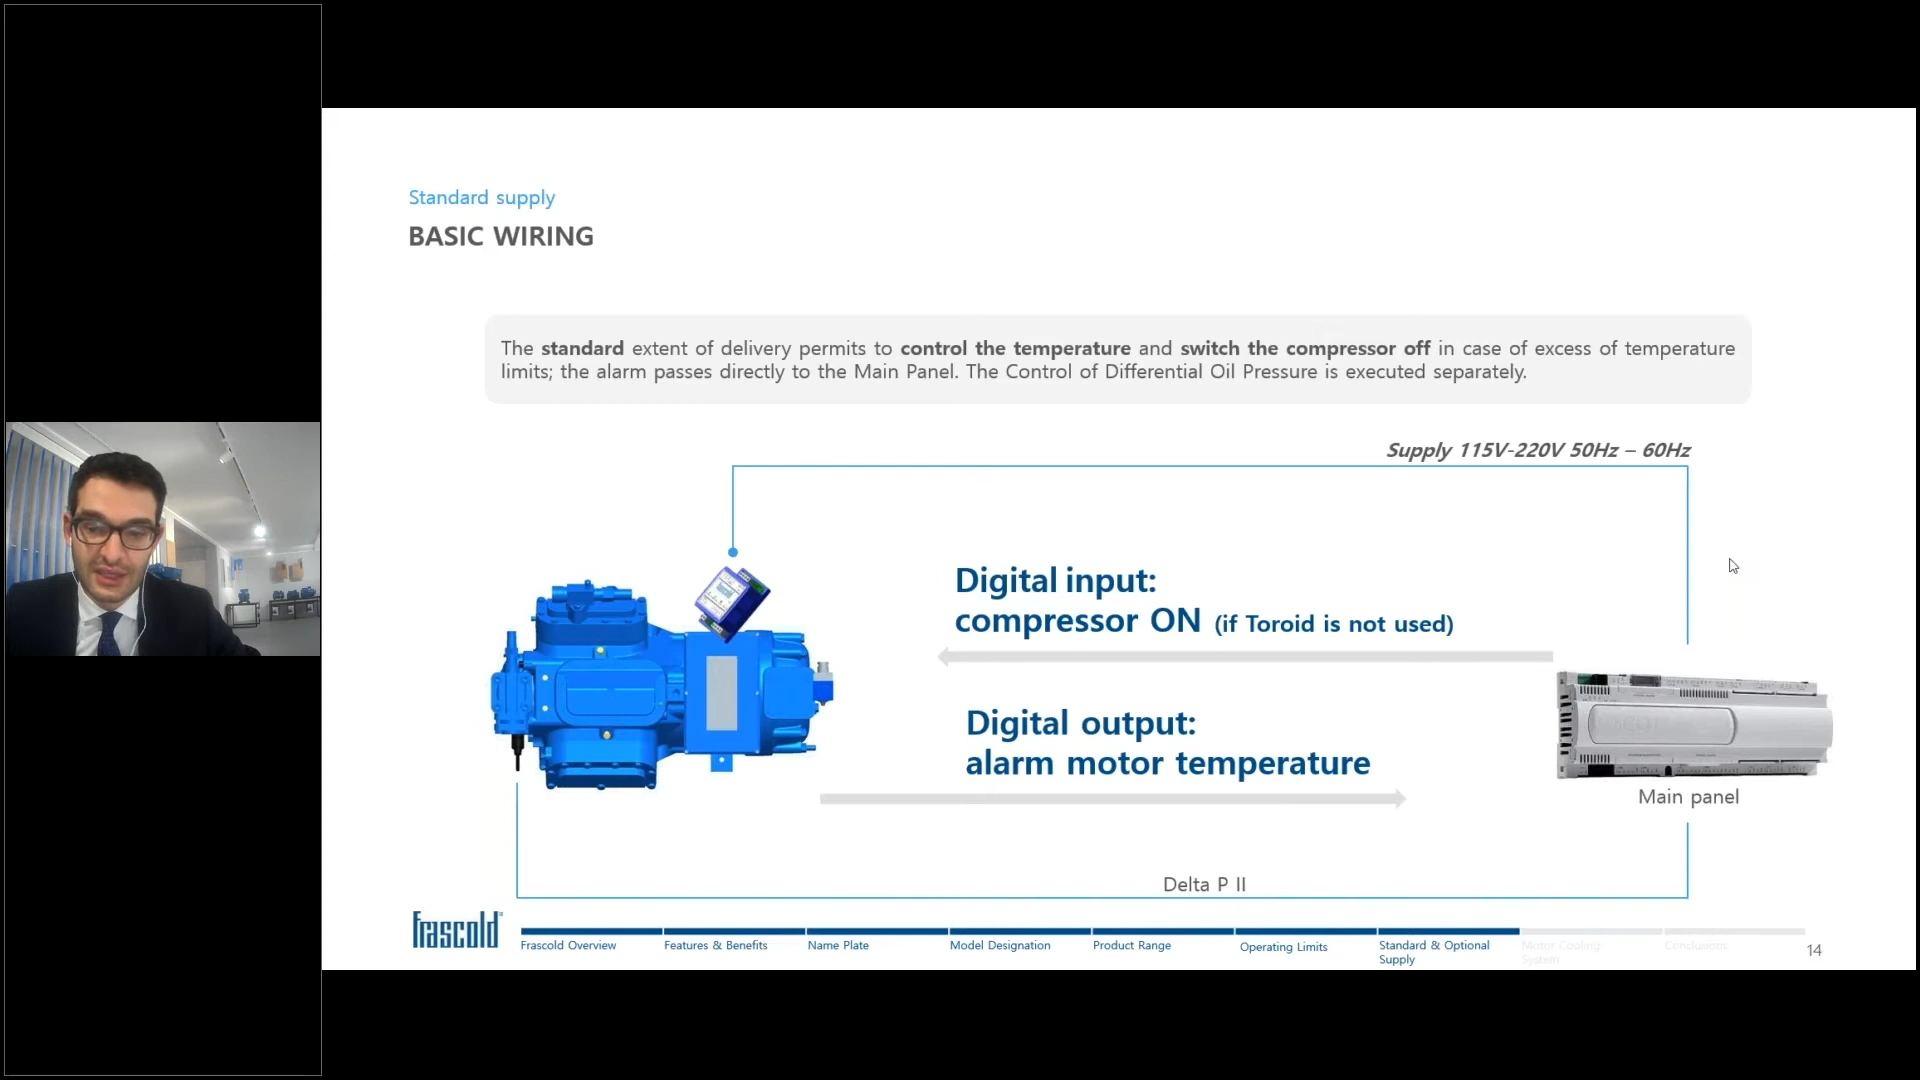 Standard supply
BASIC WIRING
The standard extent of delivery permits to control the temperature and switch the compressor off in case of excess of temperature
limits; the alarm passes directly to the Main Panel. The Control of Differential Oil Pressure is executed separately.
Supply 115V-220V 50Hz – 60Hz
Digital input:
compressor ON (if Toroid is not used)
Digital output:
alarm motor temperature
Main panel
Delta P II
frascold
Frascold Overview
Features & Benefits
Name Plate
Model Designation
Product Range
Operating Limits
Standard & Optional
Supply
Motor Cooling
System
Conclusions
14